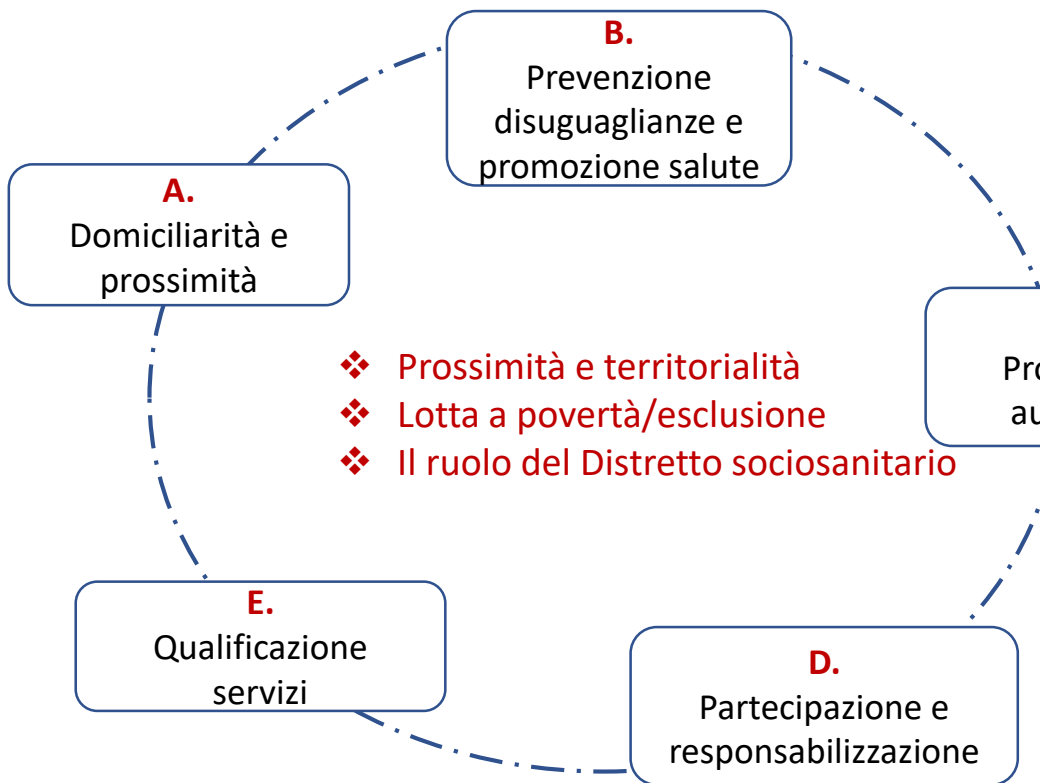 B.
Prevenzione
disuguaglianze e
promozione salute
A.
Domiciliarità e
prossimità
❖ Prossimità e territorialità
❖ Lotta a povertà/esclusione
❖ Il ruolo del Distretto sociosanitario
E.
Qualificazione
servizi
D.
Partecipazione e
responsabilizzazione